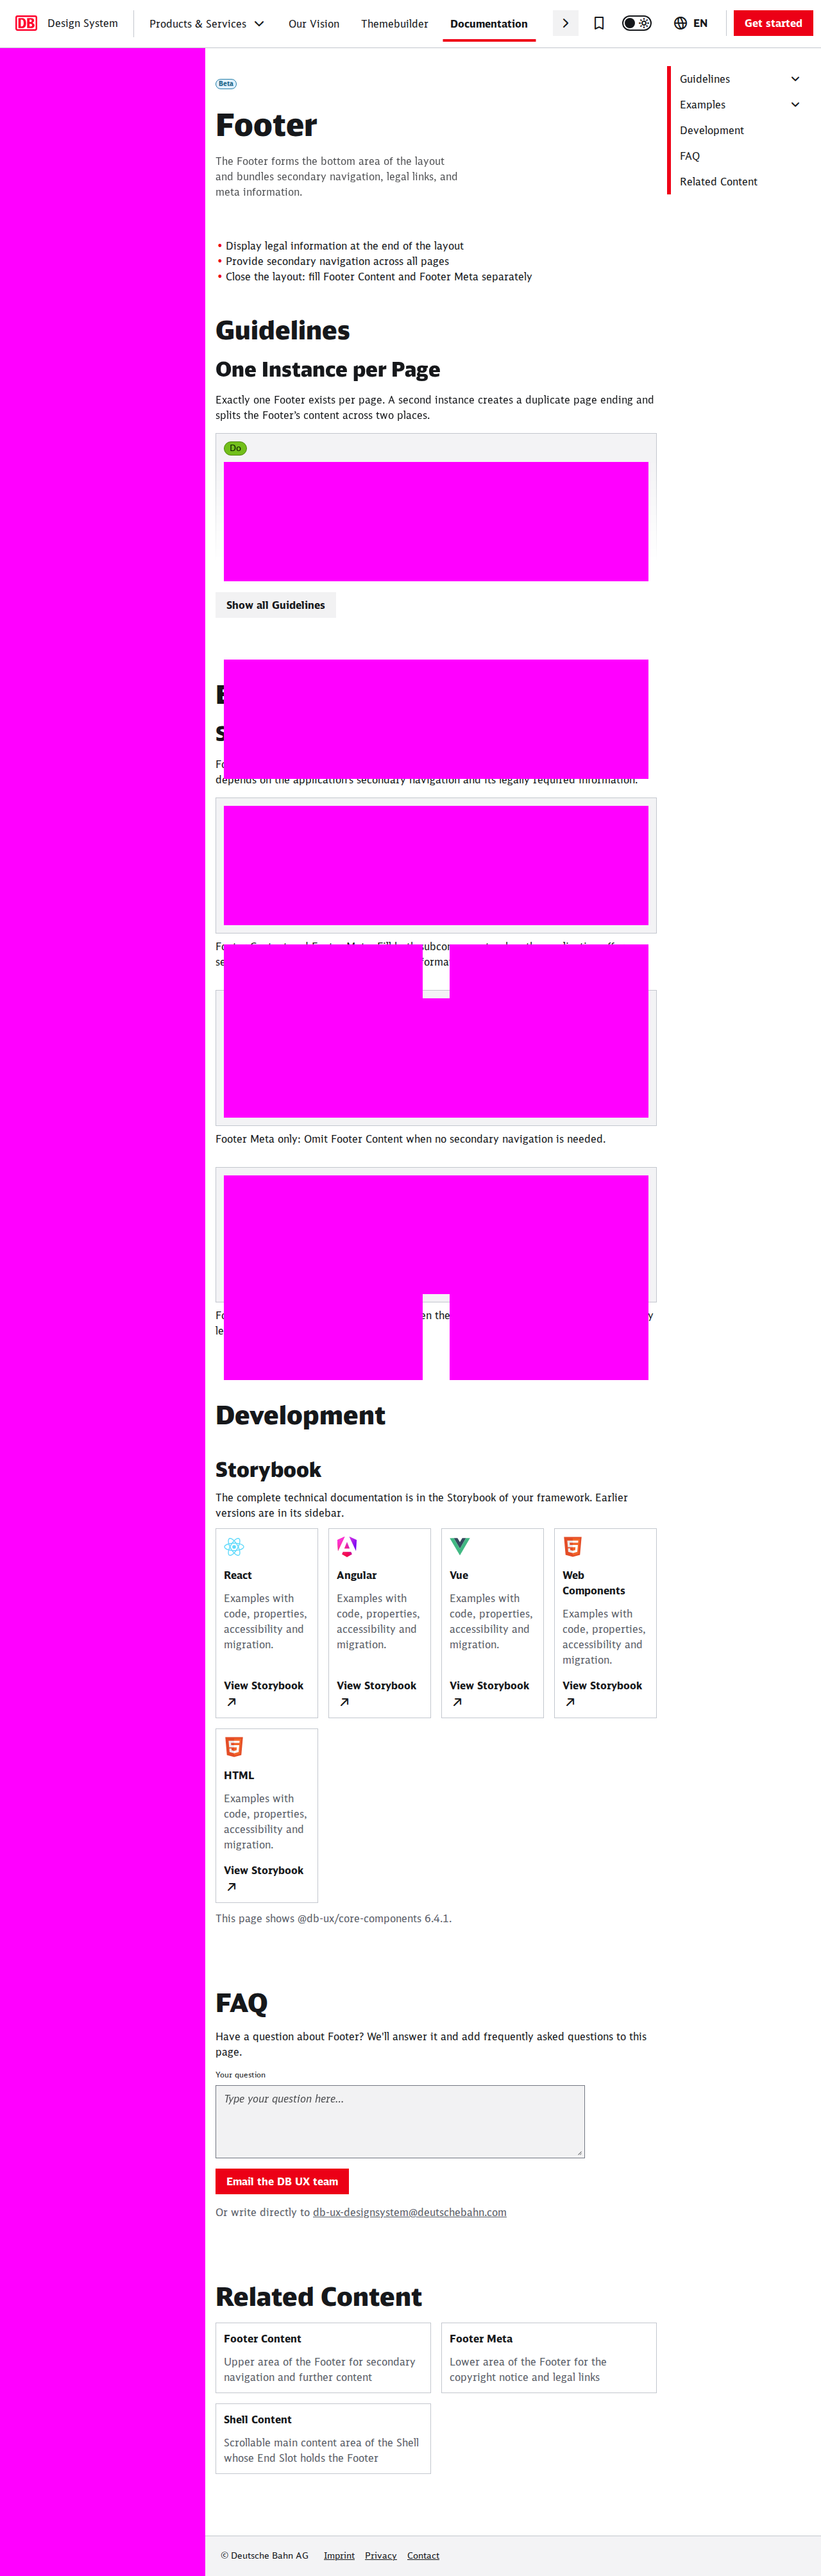 DB Design System Products & Services Our Vision Themebuilder Documentation EN Get started
Guidelines
Examples
Development
FAQ
Related Content
Beta
Footer
The Footer forms the bottom area of the layout
and bundles secondary navigation, legal links, and
meta information.
• Display legal information at the end of the layout
• Provide secondary navigation across all pages
• Close the layout: fill Footer Content and Footer Meta separately
Guidelines
One Instance per Page
Exactly one Footer exists per page. A second instance creates a duplicate page ending and
splits the Footer's content across two places.
Do
Show all Guidelines
depends on the application's secondary navigation and its legally required information.
Footer Meta only: Omit Footer Content when no secondary navigation is needed.
Development
Storybook
The complete technical documentation is in the Storybook of your framework. Earlier
versions are in its sidebar.
React
Examples with
code, properties,
accessibility and
migration.
View Storybook
Angular
Examples with
code, properties,
accessibility and
migration.
View Storybook
Vue
Examples with
code, properties,
accessibility and
migration.
View Storybook
Web
Components
Examples with
code, properties,
accessibility and
migration.
View Storybook
HTML
Examples with
code, properties,
accessibility and
migration.
View Storybook
This page shows @db-ux/core-components 6.4.1.
FAQ
Have a question about Footer? We'll answer it and add frequently asked questions to this
page.
Your question
Type your question here...
Email the DB UX team
Or write directly to db-ux-designsystem@deutschebahn.com
Related Content
Footer Content
Upper area of the Footer for secondary
navigation and further content
Footer Meta
Lower area of the Footer for the
copyright notice and legal links
Shell Content
Scrollable main content area of the Shell
whose End Slot holds the Footer
© Deutsche Bahn AG Imprint Privacy Contact